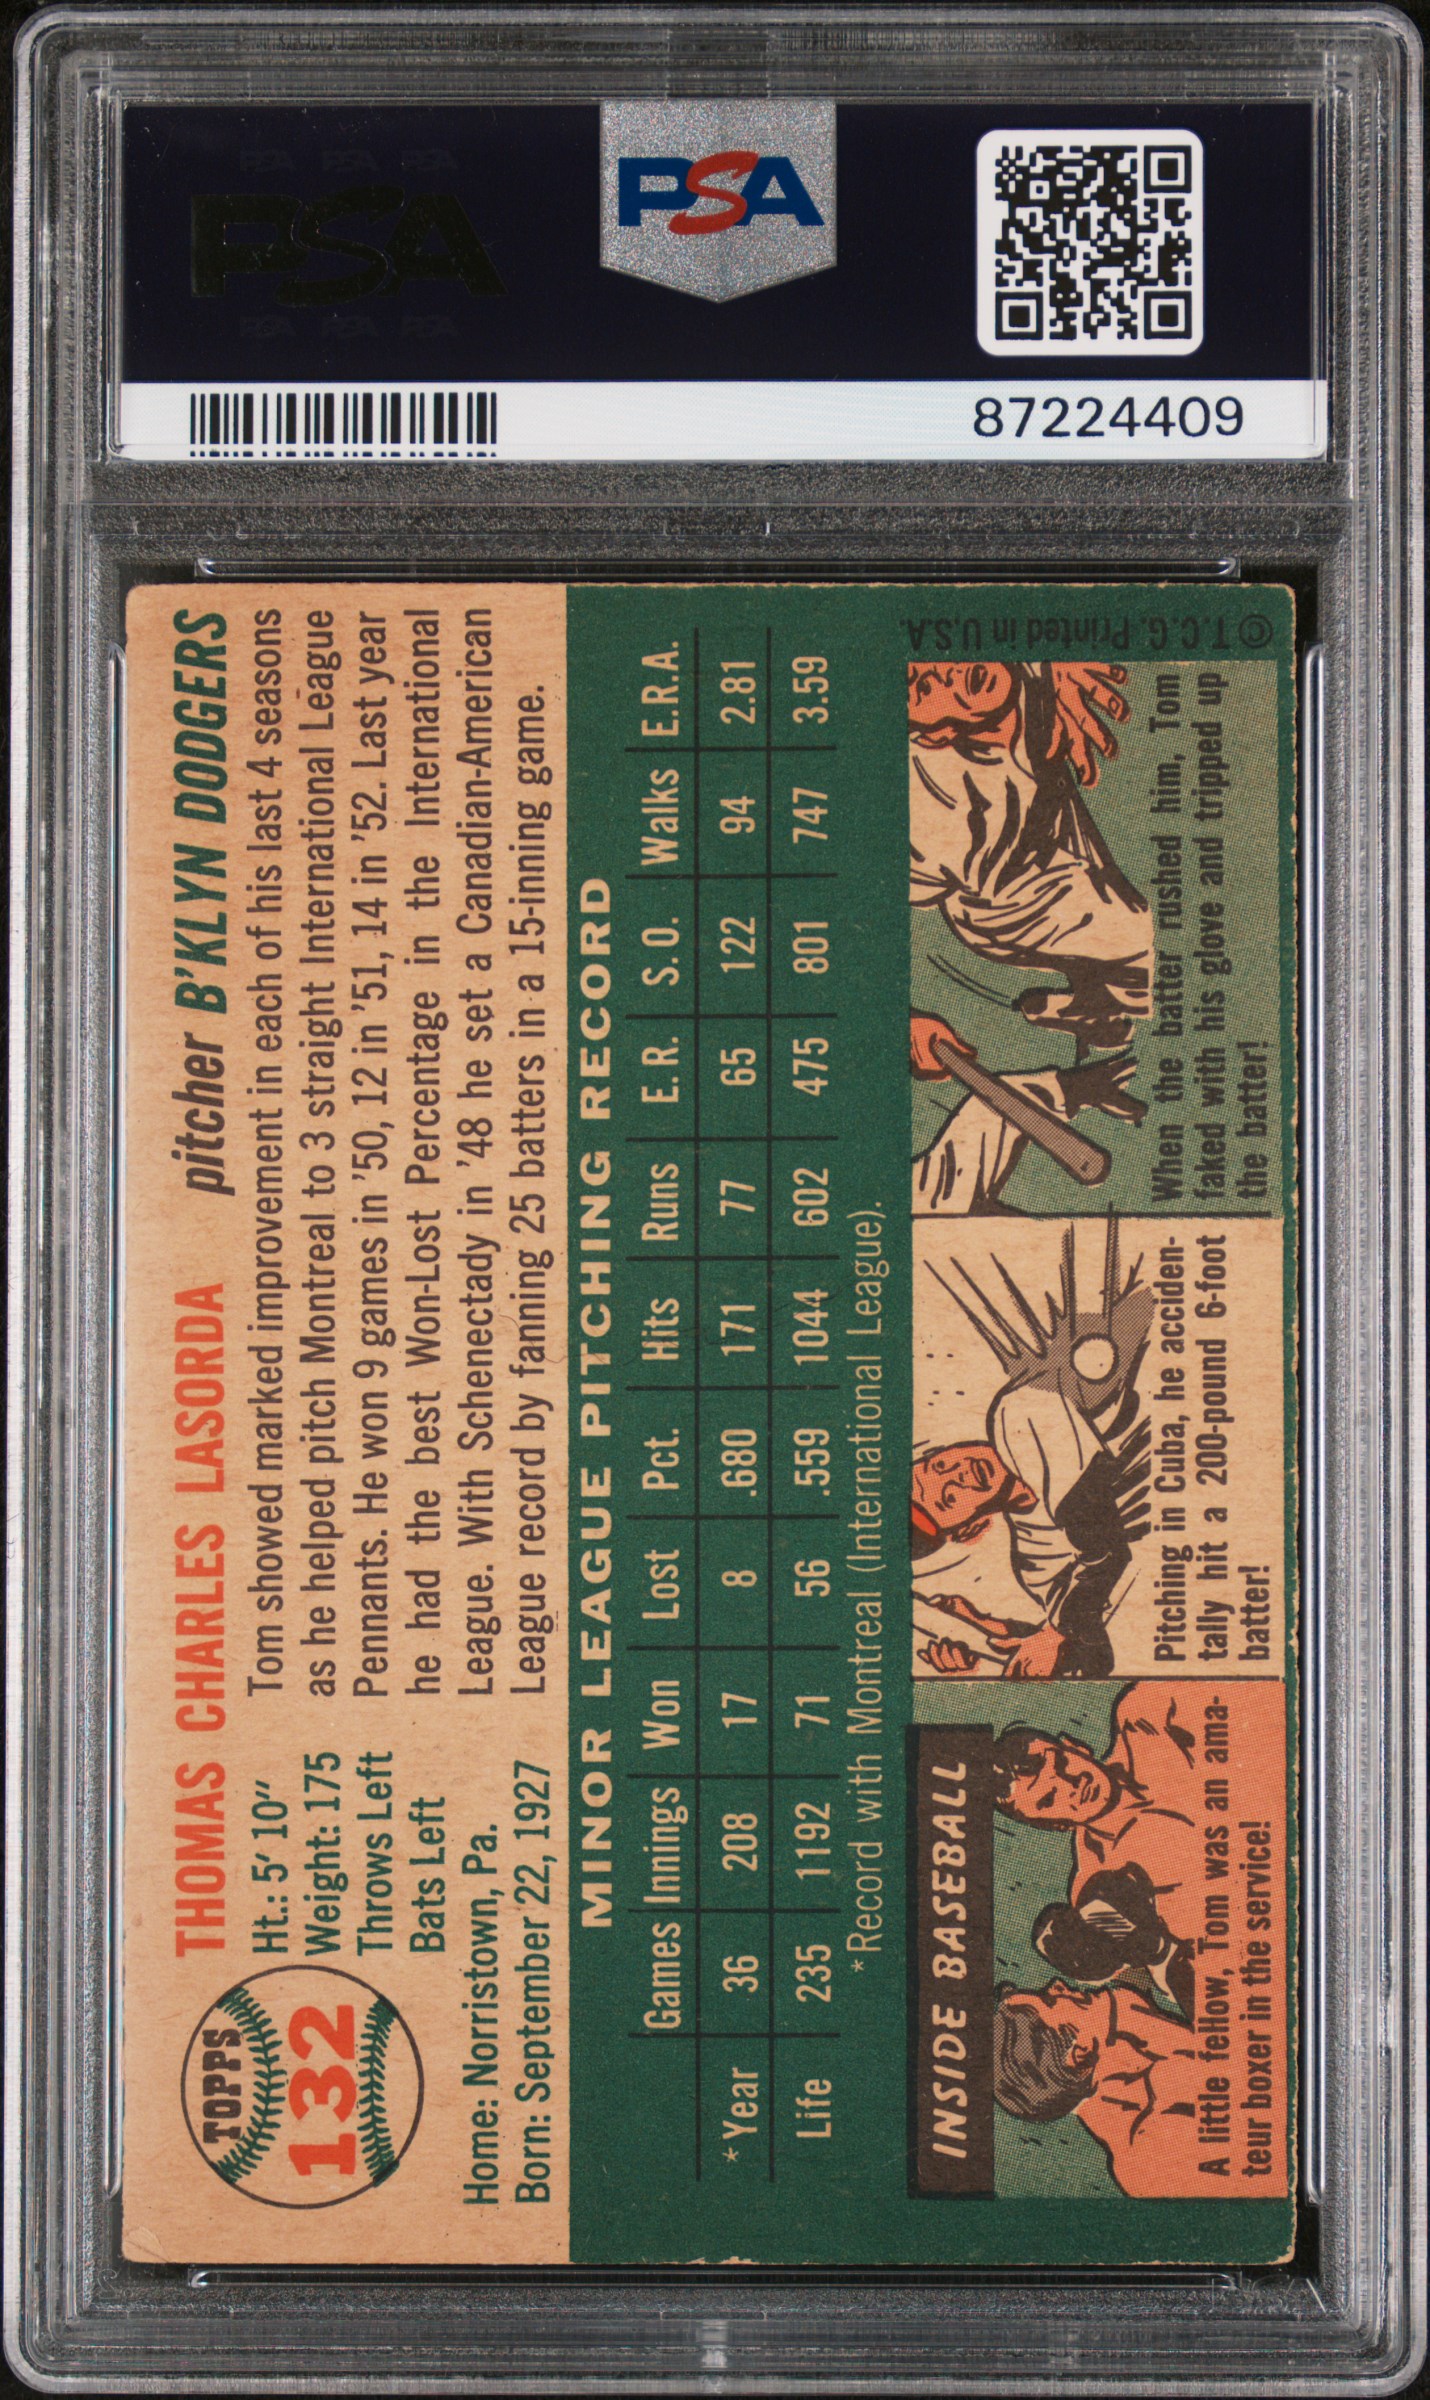 PSA
PSA
PSA PSA PSA
PSA PSA PSA
87224409
TOPPS
132
THOMAS CHARLES LASORDA pitcher B'KLYN DODGERS
Ht.: 5' 10"
Weight: 175
Throws Left
Bats Left
Home: Norristown, Pa.
Born: September 22, 1927
Tom showed marked improvement in each of his last 4 seasons
as he helped pitch Montreal to 3 straight International League
Pennants. He won 9 games in '50, 12 in '51, 14 in '52. Last year
he had the best Won-Lost Percentage in the International
League. With Schenectady in '48 he set a Canadian-American
League record by fanning 25 batters in a 15-inning game.
MINOR LEAGUE PITCHING RECORD
Games Innings Won Lost Pct. Hits Runs E.R. S.O. Walks E.R.A.
*Year 36 208 17 8 .680 171 77 65 122 94 2.81
Life 235 1192 71 56 .559 1044 602 475 801 747 3.59
*Record with Montreal (International League).
INSIDE BASEBALL
A little fellow, Tom was an ama-
teur boxer in the service!
Pitching in Cuba, he acciden-
tally hit a 200-pound 6-foot
batter!
When the batter rushed him, Tom
faked with his glove and tripped up
the batter!
© T.C.G. Printed in U.S.A.